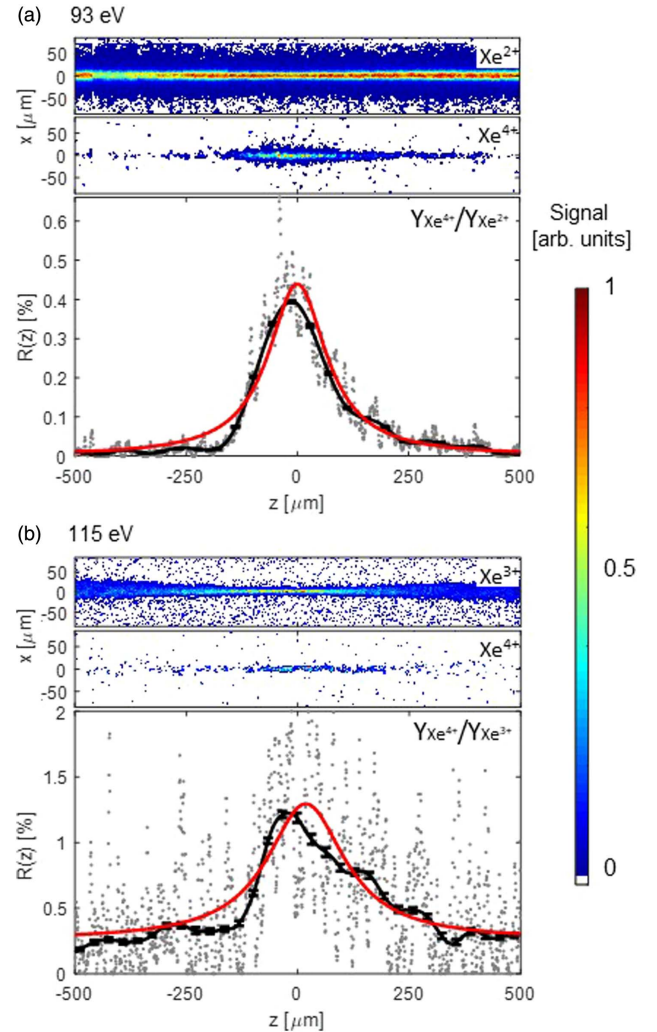 (a) 93 eV
Xe2+
50
0
-50
x [μm]
Xe4+
50
0
-50
YXe4+/YXe2+
0.6
0.5
0.4
0.3
0.2
0.1
0
R(z) [%]
-500 -250 0 250 500
z [μm]
Signal
[arb. units]
1
0.5
0
(b) 115 eV
Xe3+
50
0
-50
x [μm]
Xe4+
50
0
-50
YXe4+/YXe3+
2
1.5
1
0.5
0
R(z) [%]
-500 -250 0 250 500
z [μm]